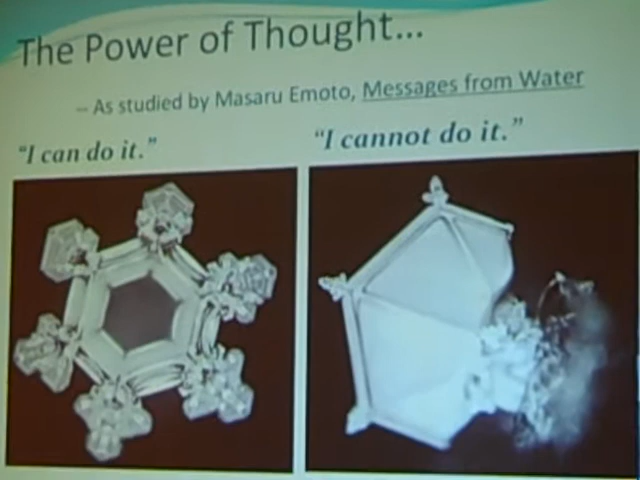 The Power of Thought...
– As studied by Masaru Emoto, Messages from Water
"I can do it."
"I cannot do it."